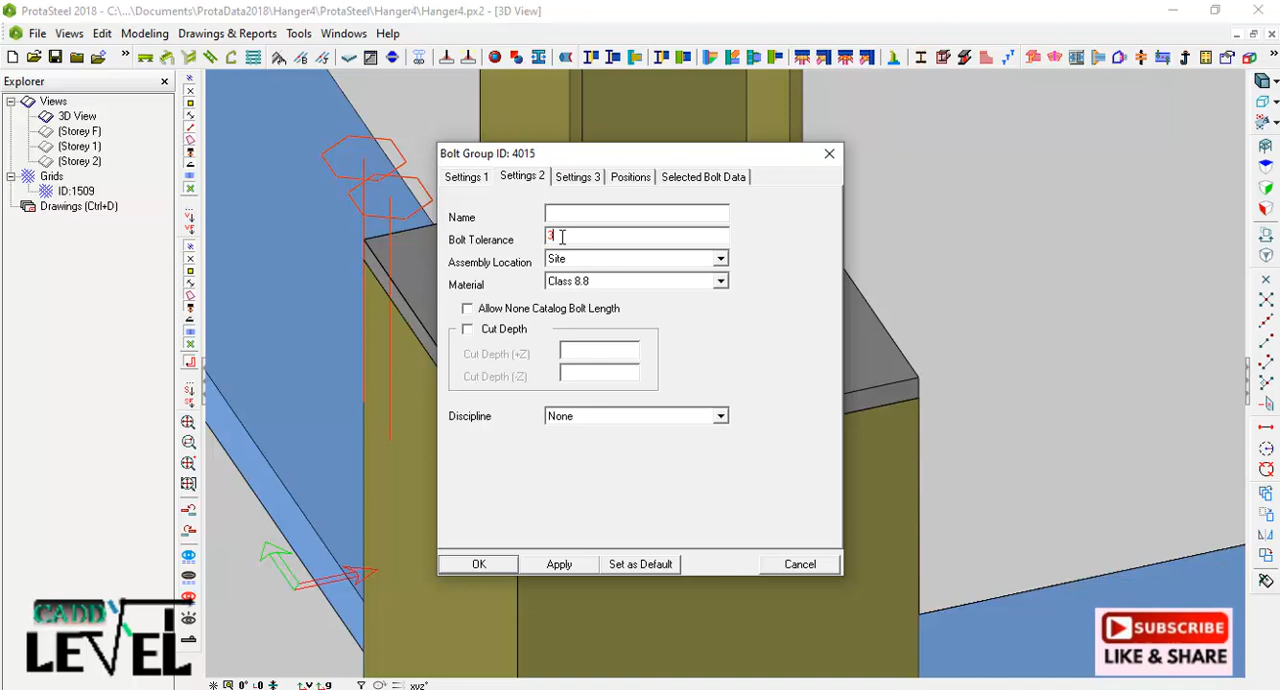 ProtaSteel 2018 - C:\...\Documents\ProtaData2018\Hanger4\ProtaSteel\Hanger4\Hanger4.px2 - [3D View]
File Views Edit Modeling Drawings & Reports Tools Windows Help
Explorer
Views
3D View
(Storey F)
(Storey 1)
(Storey 2)
Grids
ID:1509
Drawings (Ctrl+D)
Bolt Group ID: 4015
Settings 1 Settings 2 Settings 3 Positions Selected Bolt Data
Name
Bolt Tolerance 3
Assembly Location Site
Material Class 8.8
Allow None Catalog Bolt Length
Cut Depth
Cut Depth (+Z)
Cut Depth (-Z)
Discipline None
OK Apply Set as Default Cancel
CADD
LEVEL
SUBSCRIBE
LIKE & SHARE